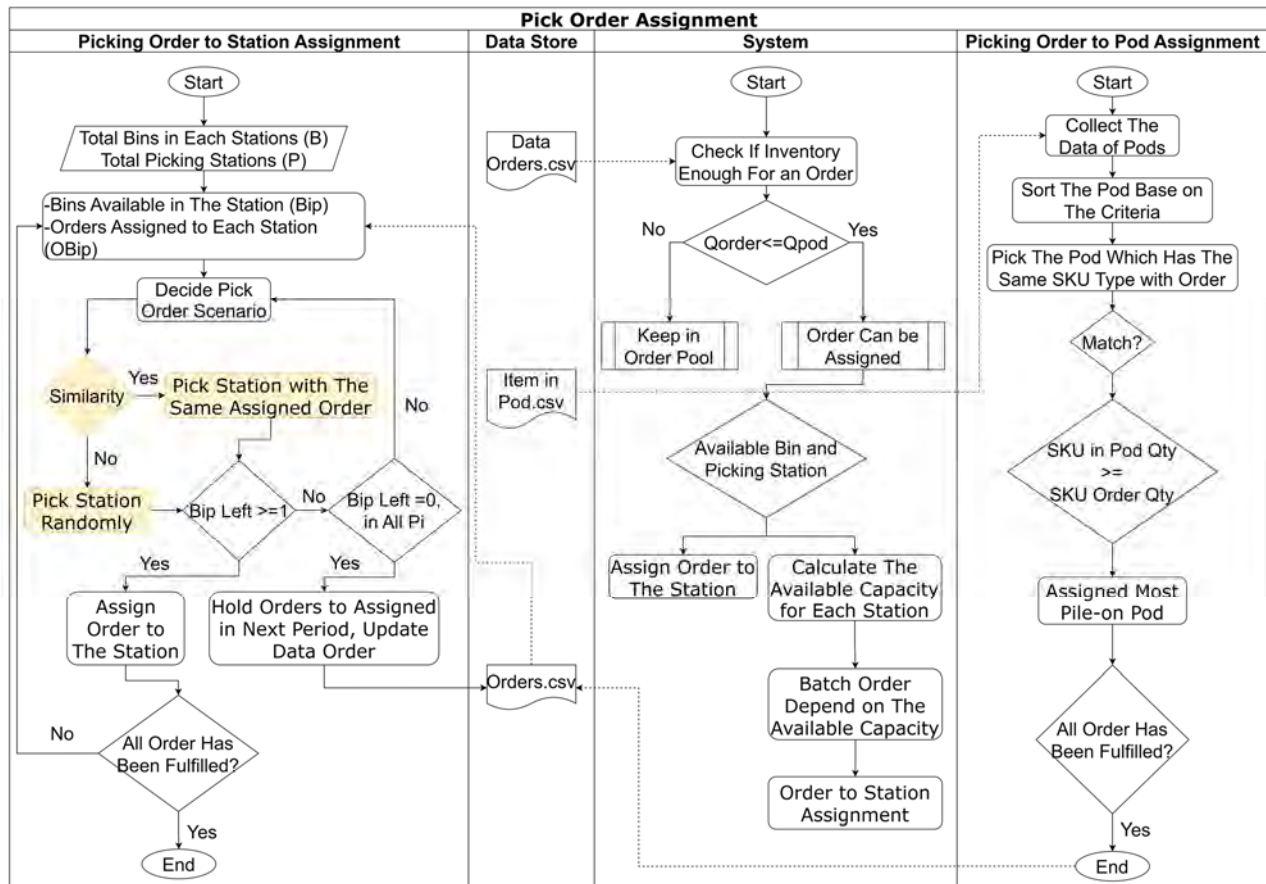 Pick Order Assignment
Picking Order to Station Assignment
Data Store
System
Picking Order to Pod Assignment
Start
Total Bins in Each Stations (B)
Total Picking Stations (P)
-Bins Available in The Station (Bip)
-Orders Assigned to Each Station
(OBip)
Decide Pick
Order Scenario
Similarity
Yes
Pick Station with The
Same Assigned Order
No
No
Pick Station
Randomly
Bip Left >=1
No
Bip Left =0,
in All Pi
Yes
Yes
Assign
Order to
The Station
Hold Orders to Assigned
in Next Period, Update
Data Order
No
All Order Has
Been Fulfilled?
Yes
End
Data
Orders.csv
Item in
Pod.csv
Orders.csv
Start
Check If Inventory
Enough For an Order
No
Qorder<=Qpod
Yes
Keep in
Order Pool
Order Can be
Assigned
Available Bin and
Picking Station
Assign Order to
The Station
Calculate The
Available Capacity
for Each Station
Batch Order
Depend on The
Available Capacity
Order to Station
Assignment
Start
Collect The
Data of Pods
Sort The Pod Base on
The Criteria
Pick The Pod Which Has The
Same SKU Type with Order
Match?
SKU in Pod Qty
>=
SKU Order Qty
Assigned Most
Pile-on Pod
All Order Has
Been Fulfilled?
Yes
End